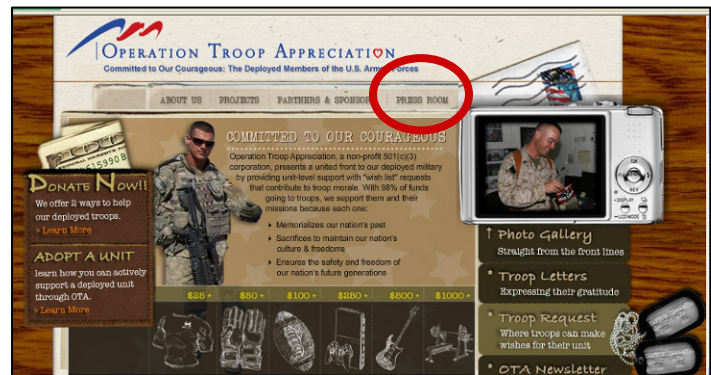 OPERATION TROOP APPRECIATION
Committed to Our Courageous: The Deployed Members of the U.S. Armed Forces
ABOUT US PROJECTS PARTNERS & SPONSORS PRESS ROOM
COMMITTED TO OUR COURAGEOUS
Operation Troop Appreciation, a non-profit 501(c)(3)
corporation, presents a united front to our deployed military
by providing unit-level support with "wish list" requests
that contribute to troop morale. With 98% of funds
going to troops, we support them and their
missions because each one:
Memorializes our nation's past
Sacrifices to maintain our nation's
culture & freedoms
Ensures the safety and freedom of
our nation's future generations
$25 + $50 + $100 + $250 + $500 + $1000 +
DONATE NOW!!
We offer 2 ways to help
our deployed troops.
> Learn More
ADOPT A UNIT
learn how you can actively
support a deployed unit
through OTA.
> Learn More
DISPLAY
LCD MODE
↑ Photo Gallery
Straight from the front lines
* Troop Letters
Expressing their gratitude
* Troop Request
Where troops can make
wishes for their unit
* OTA Newsletter